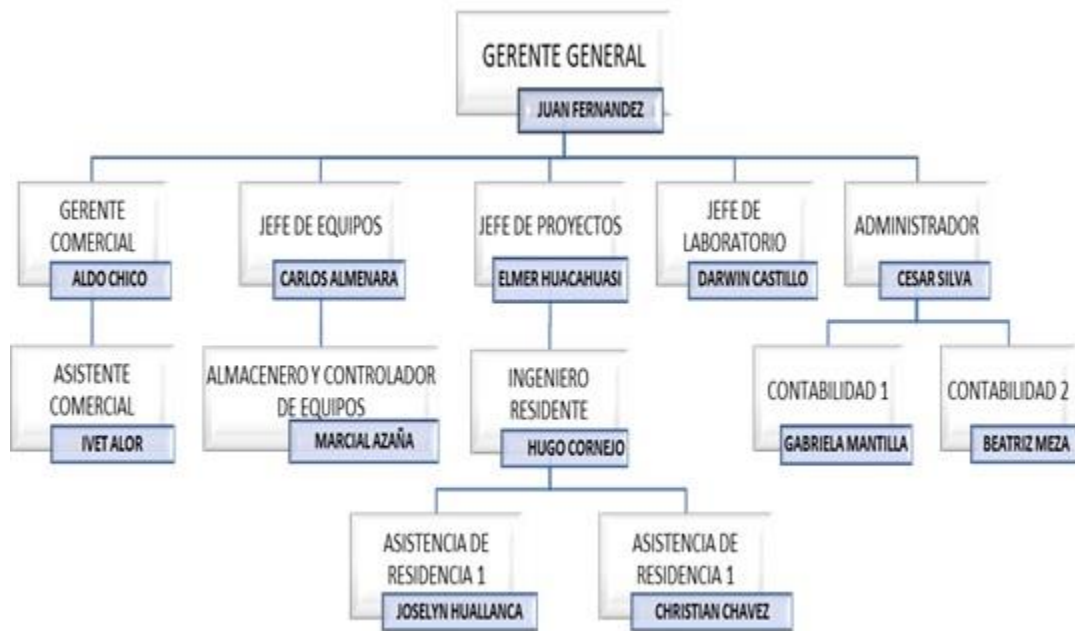 GERENTE GENERAL
JUAN FERNANDEZ
GERENTE
COMERCIAL
ALDO CHICO
JEFE DE EQUIPOS
CARLOS ALMENARA
JEFE DE PROYECTOS
ELMER HUACAHUASI
JEFE DE
LABORATORIO
DARWIN CASTILLO
ADMINISTRADOR
CESAR SILVA
ASISTENTE
COMERCIAL
IVET ALOR
ALMACENERO Y CONTROLADOR
DE EQUIPOS
MARCIAL AZAÑA
INGENIERO
RESIDENTE
HUGO CORNEJO
CONTABILIDAD 1
GABRIELA MANTILLA
CONTABILIDAD 2
BEATRIZ MEZA
ASISTENCIA DE
RESIDENCIA 1
JOSELYN HUALLANCA
ASISTENCIA DE
RESIDENCIA 1
CHRISTIAN CHAVEZ